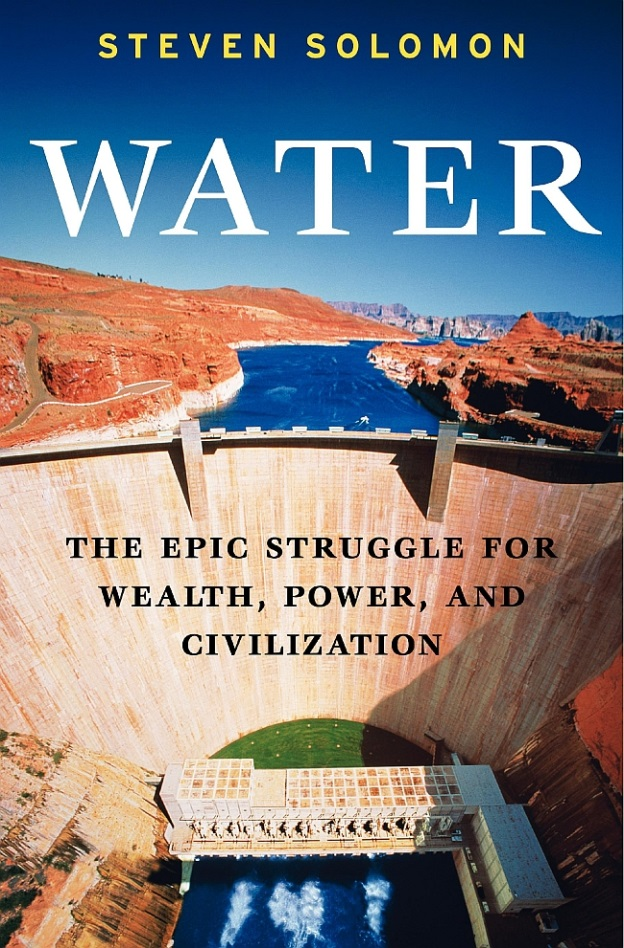 STEVEN SOLOMON
WATER
THE EPIC STRUGGLE FOR
WEALTH, POWER, AND
CIVILIZATION